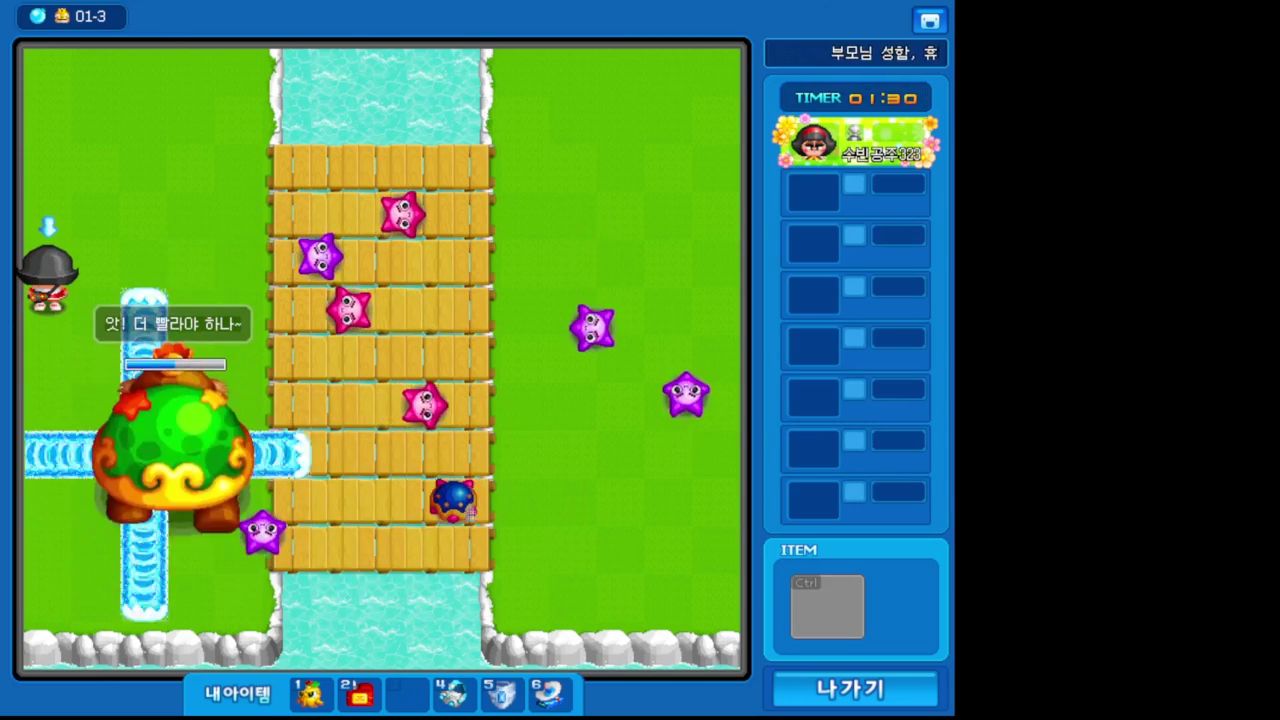 01-3
부모님 성함, 휴
TIMER 01:30
수빈공주323
앗! 더 빨라야 하나~
ITEM
Ctrl
내아이템
1
2
4
5
6
나가기